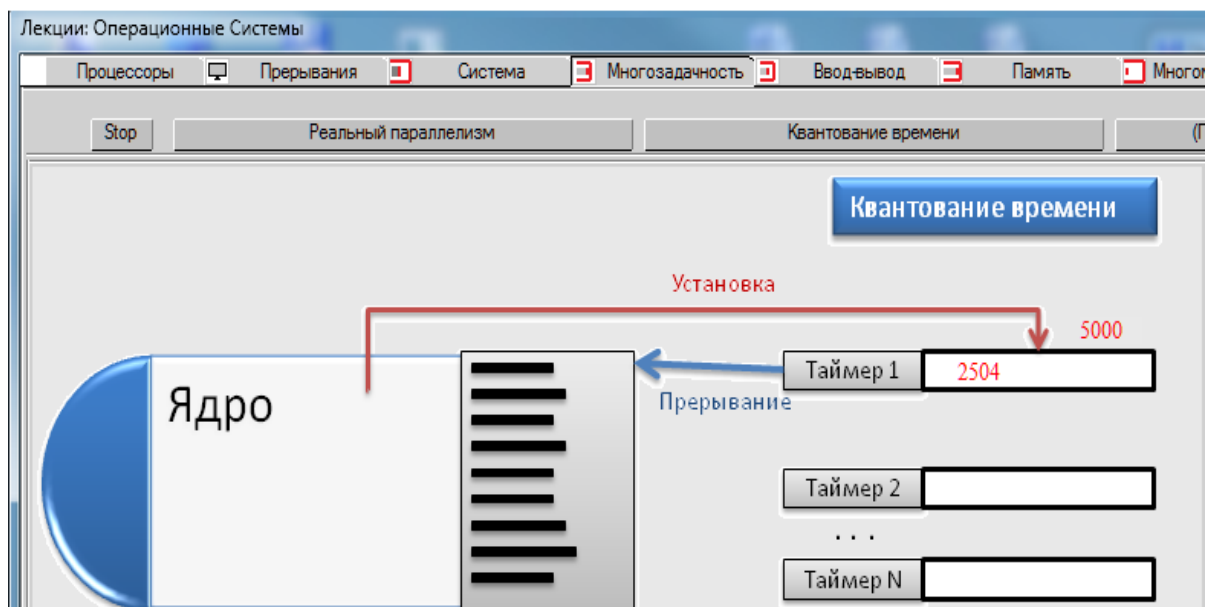 Лекции: Операционные Системы
Процессоры Прерывания Система Многозадачность Ввод-вывод Память
Stop Реальный параллелизм Квантование времени
Квантование времени
Установка
5000
Таймер 1 2504
Ядро
Прерывание
Таймер 2
. . .
Таймер N